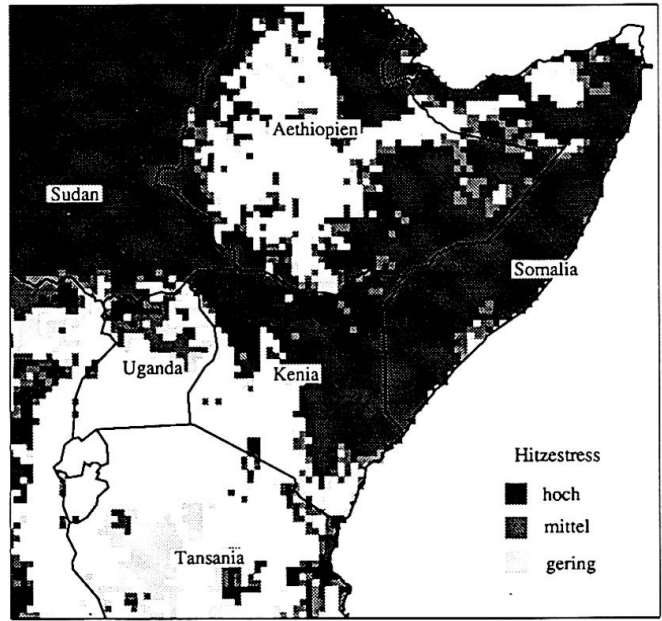 Aethiopien
Sudan
Somalia
Uganda
Kenia
Tansania
Hitzestress
hoch
mittel
gering